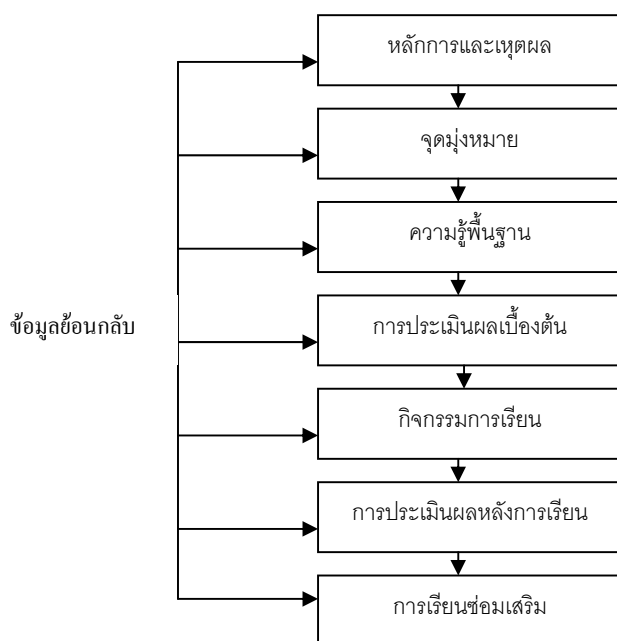 หลักการและเหตุผล
จุดมุ่งหมาย
ความรู้พื้นฐาน
ข้อมูลย้อนกลับ
การประเมินผลเบื้องต้น
กิจกรรมการเรียน
การประเมินผลหลังการเรียน
การเรียนซ่อมเสริม